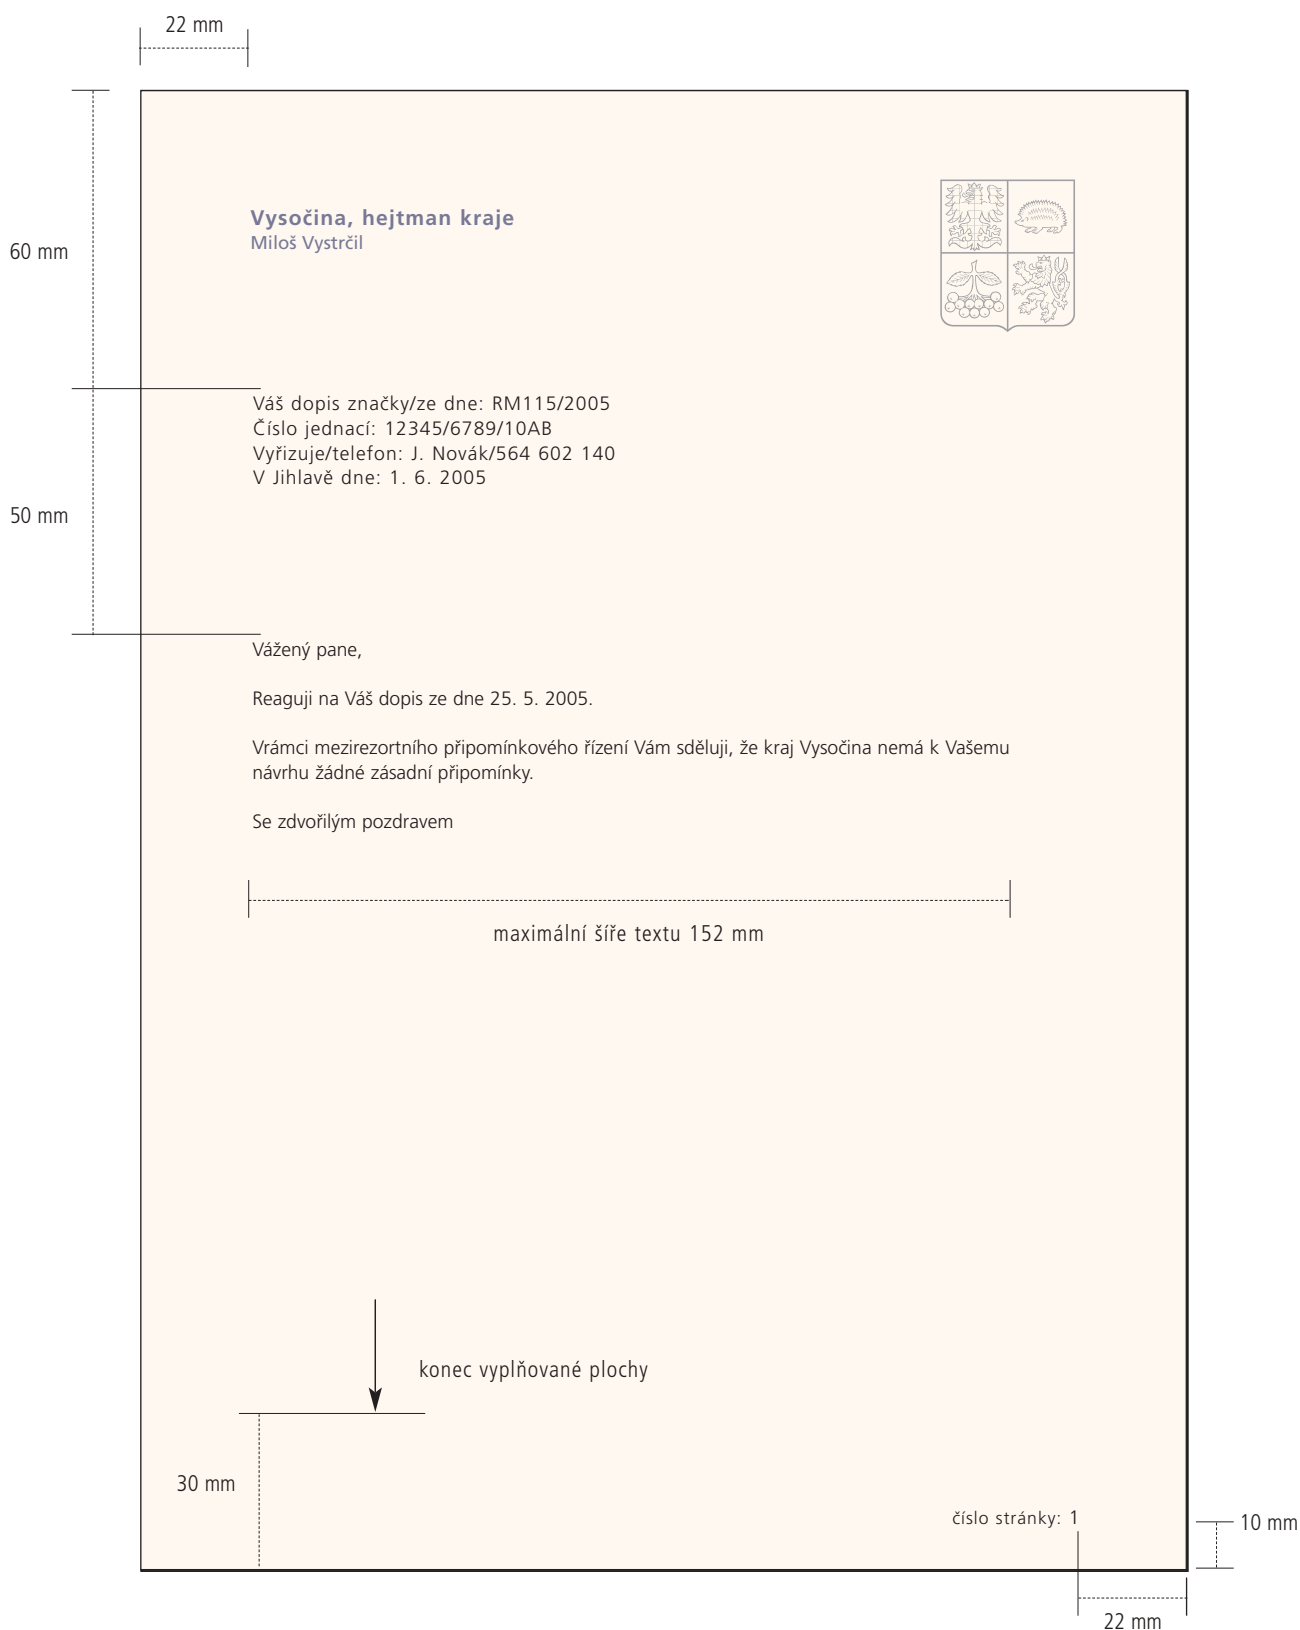 22 mm
60 mm
Vysočina, hejtman kraje
Miloš Vystrčil
Váš dopis značky/ze dne: RM115/2005
Číslo jednací: 12345/6789/10AB
Vyřizuje/telefon: J. Novák/564 602 140
V Jihlavě dne: 1. 6. 2005
50 mm
Vážený pane,
Reaguji na Váš dopis ze dne 25. 5. 2005.
Vrámci mezirezortního připomínkového řízení Vám sděluji, že kraj Vysočina nemá k Vašemu
návrhu žádné zásadní připomínky.
Se zdvořilým pozdravem
maximální šíře textu 152 mm
konec vyplňované plochy
30 mm
číslo stránky: 1
10 mm
22 mm